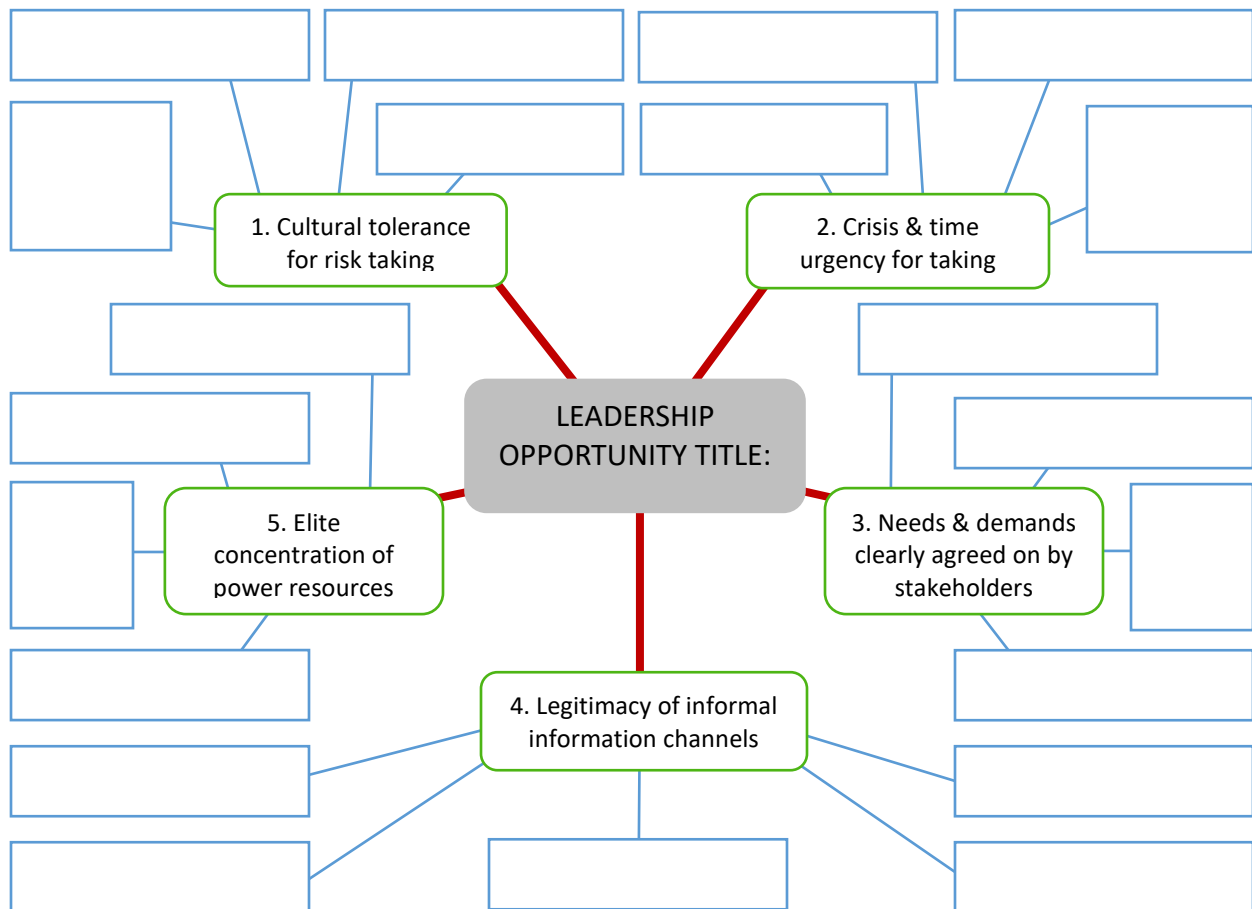 1. Cultural tolerance
for risk taking
2. Crisis & time
urgency for taking
LEADERSHIP
OPPORTUNITY TITLE:
5. Elite
concentration of
power resources
3. Needs & demands
clearly agreed on by
stakeholders
4. Legitimacy of informal
information channels